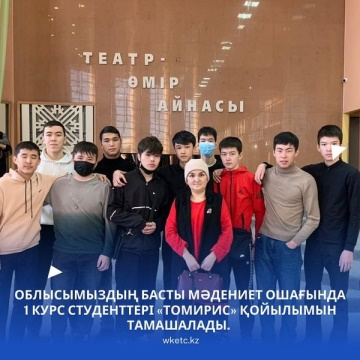 ТЕАТР-
ӨМІР
АЙНАСЫ
ОБЛЫСЫМЫЗДЫҢ БАСТЫ МӘДЕНИЕТ ОШАҒЫНДА
1 КУРС СТУДЕНТТЕРІ «ТОМИРИС» ҚОЙЫЛЫМЫН
ТАМАШАЛАДЫ.
wketc.kz